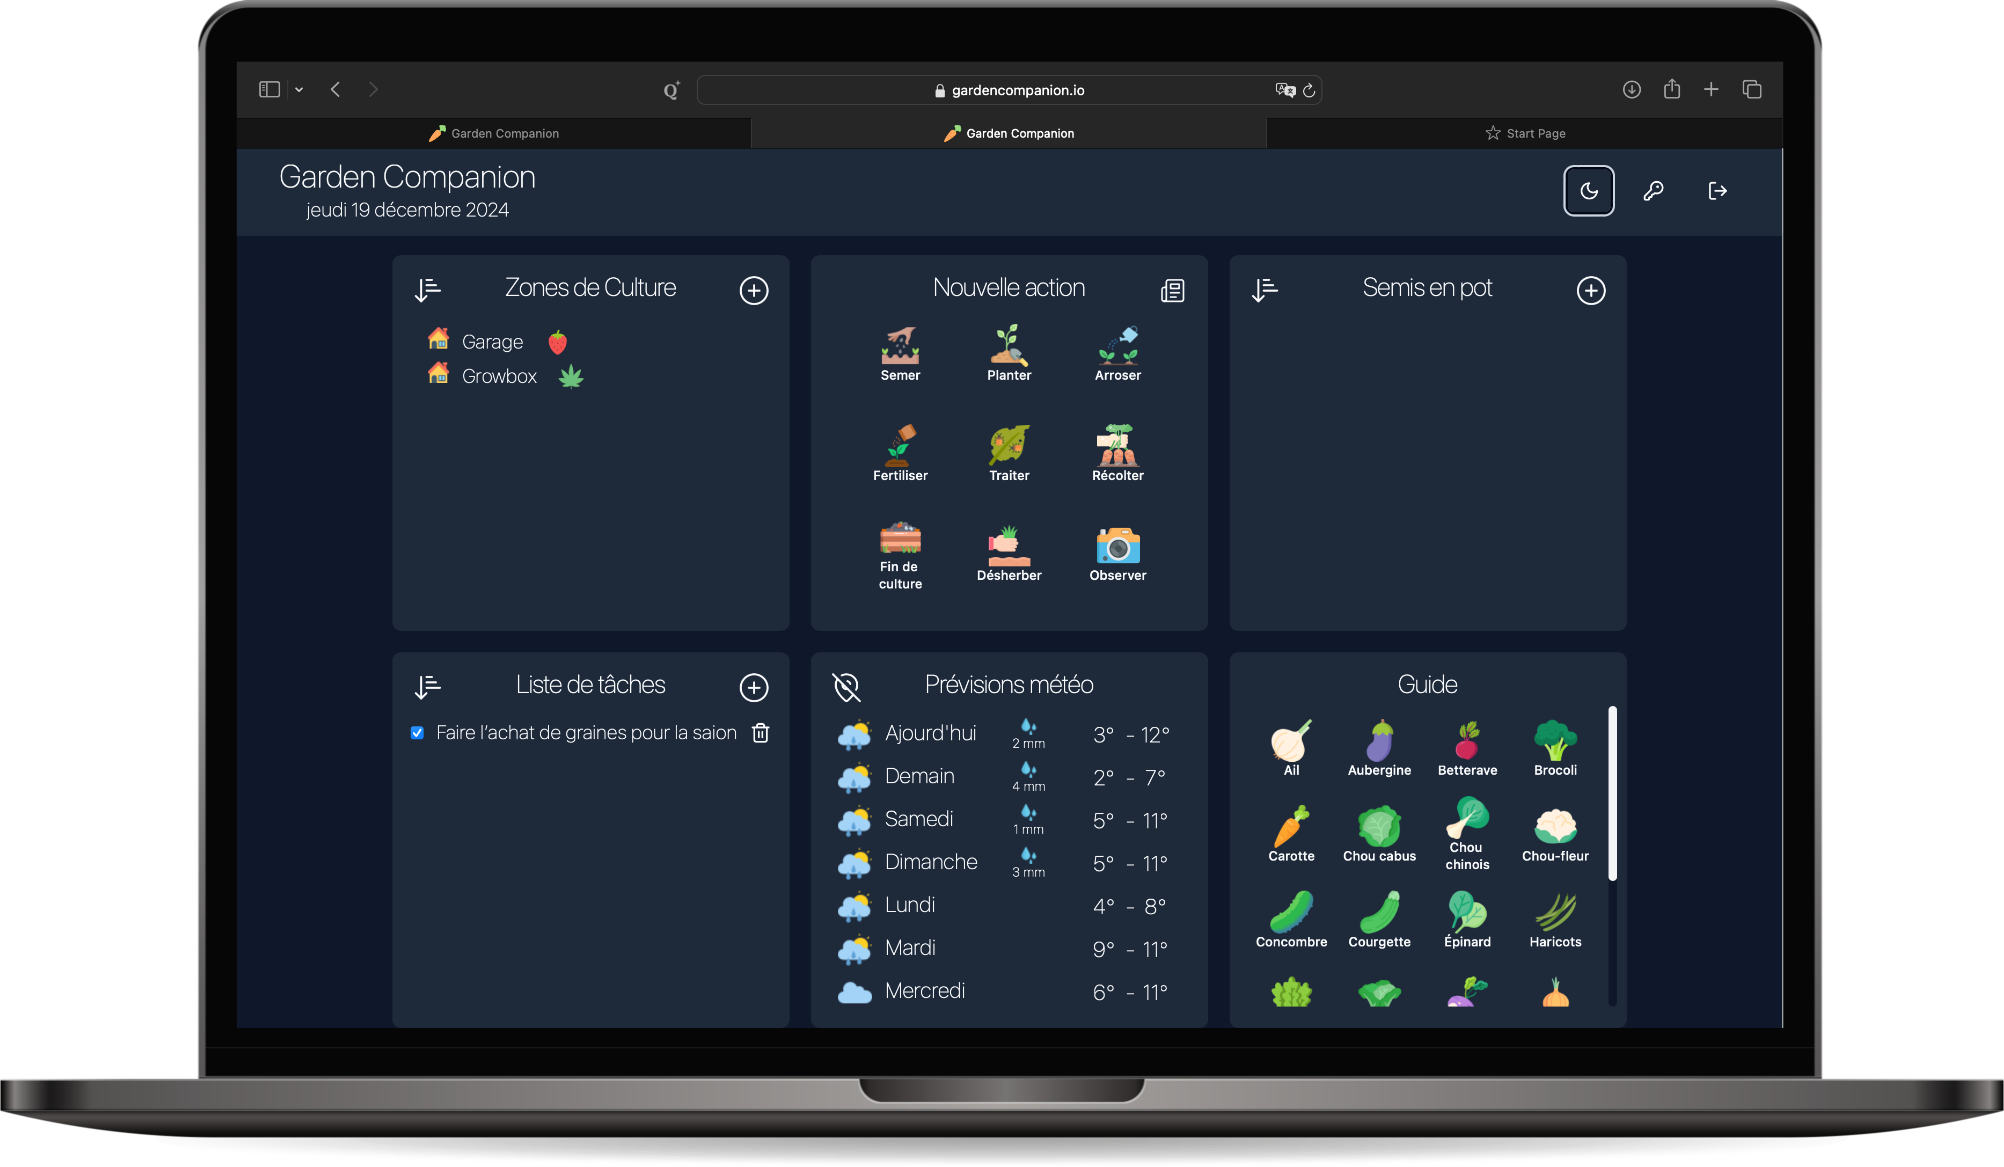 gardencompanion.io
Garden Companion
Garden Companion
Start Page
Garden Companion
jeudi 19 décembre 2024
Zones de Culture
Garage
Growbox
Nouvelle action
Semer
Planter
Arroser
Fertiliser
Traiter
Récolter
Fin de
culture
Désherber
Observer
Semis en pot
Liste de tâches
Faire l'achat de graines pour la saion
Prévisions météo
Ajourd'hui 2 mm 3° - 12°
Demain 4 mm 2° - 7°
Samedi 1 mm 5° - 11°
Dimanche 3 mm 5° - 11°
Lundi 4° - 8°
Mardi 9° - 11°
Mercredi 6° - 11°
Guide
Ail
Aubergine
Betterave
Brocoli
Carotte
Chou cabus
Chou
chinois
Chou-fleur
Concombre
Courgette
Épinard
Haricots